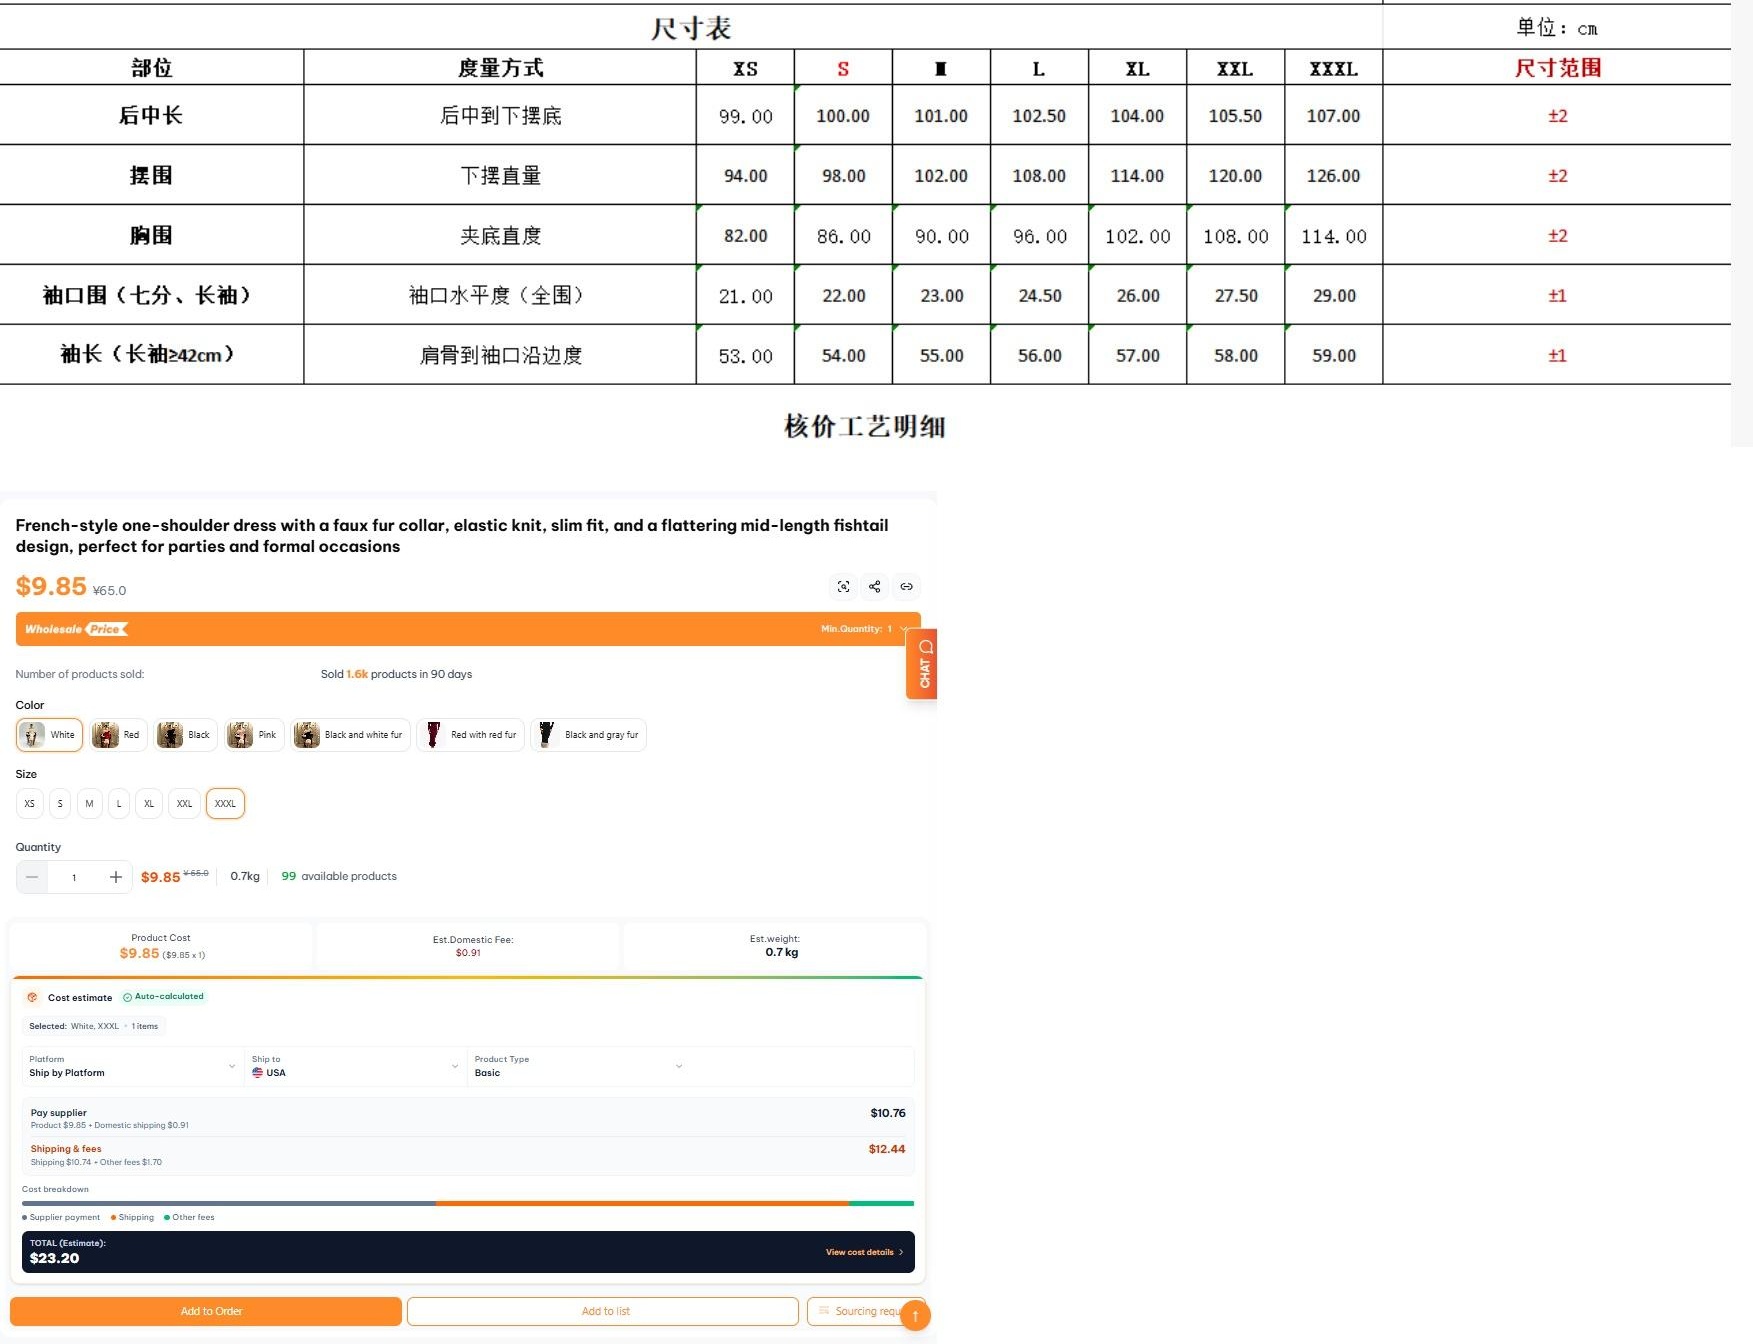 尺寸表 单位：cm
部位 度量方式 XS S M L XL XXL XXXL 尺寸范围
后中长 后中到下摆底 99.00 100.00 101.00 102.50 104.00 105.50 107.00 ±2
摆围 下摆直量 94.00 98.00 102.00 108.00 114.00 120.00 126.00 ±2
胸围 夹底直度 82.00 86.00 90.00 96.00 102.00 108.00 114.00 ±2
袖口围（七分、长袖） 袖口水平度（全围） 21.00 22.00 23.00 24.50 26.00 27.50 29.00 ±1
袖长（长袖≥42cm） 肩骨到袖口沿边度 53.00 54.00 55.00 56.00 57.00 58.00 59.00 ±1
核价工艺明细
French-style one-shoulder dress with a faux fur collar, elastic knit, slim fit, and a flattering mid-length fishtail
design, perfect for parties and formal occasions
$9.85 ¥65.0
Wholesale Price Min.Quantity: 1
CHAT
Number of products sold: Sold 1.6k products in 90 days
Color
White Red Black Pink Black and white fur Red with red fur Black and gray fur
Size
XS S M L XL XXL XXXL
Quantity
1 $9.85 ¥65.0 0.7kg 99 available products
Product Cost Est.Domestic Fee: Est.weight:
$9.85 ($9.85 x 1) $0.91 0.7 kg
Cost estimate Auto-calculated
Selected: White, XXXL · 1 items
Platform Ship to Product Type
Ship by Platform USA Basic
Pay supplier $10.76
Product $9.85 + Domestic shipping $0.91
Shipping & fees $12.44
Shipping $10.74 + Other fees $1.70
Cost breakdown
Supplier payment Shipping Other fees
TOTAL (Estimate):
$23.20 View cost details
Add to Order Add to list Sourcing requ